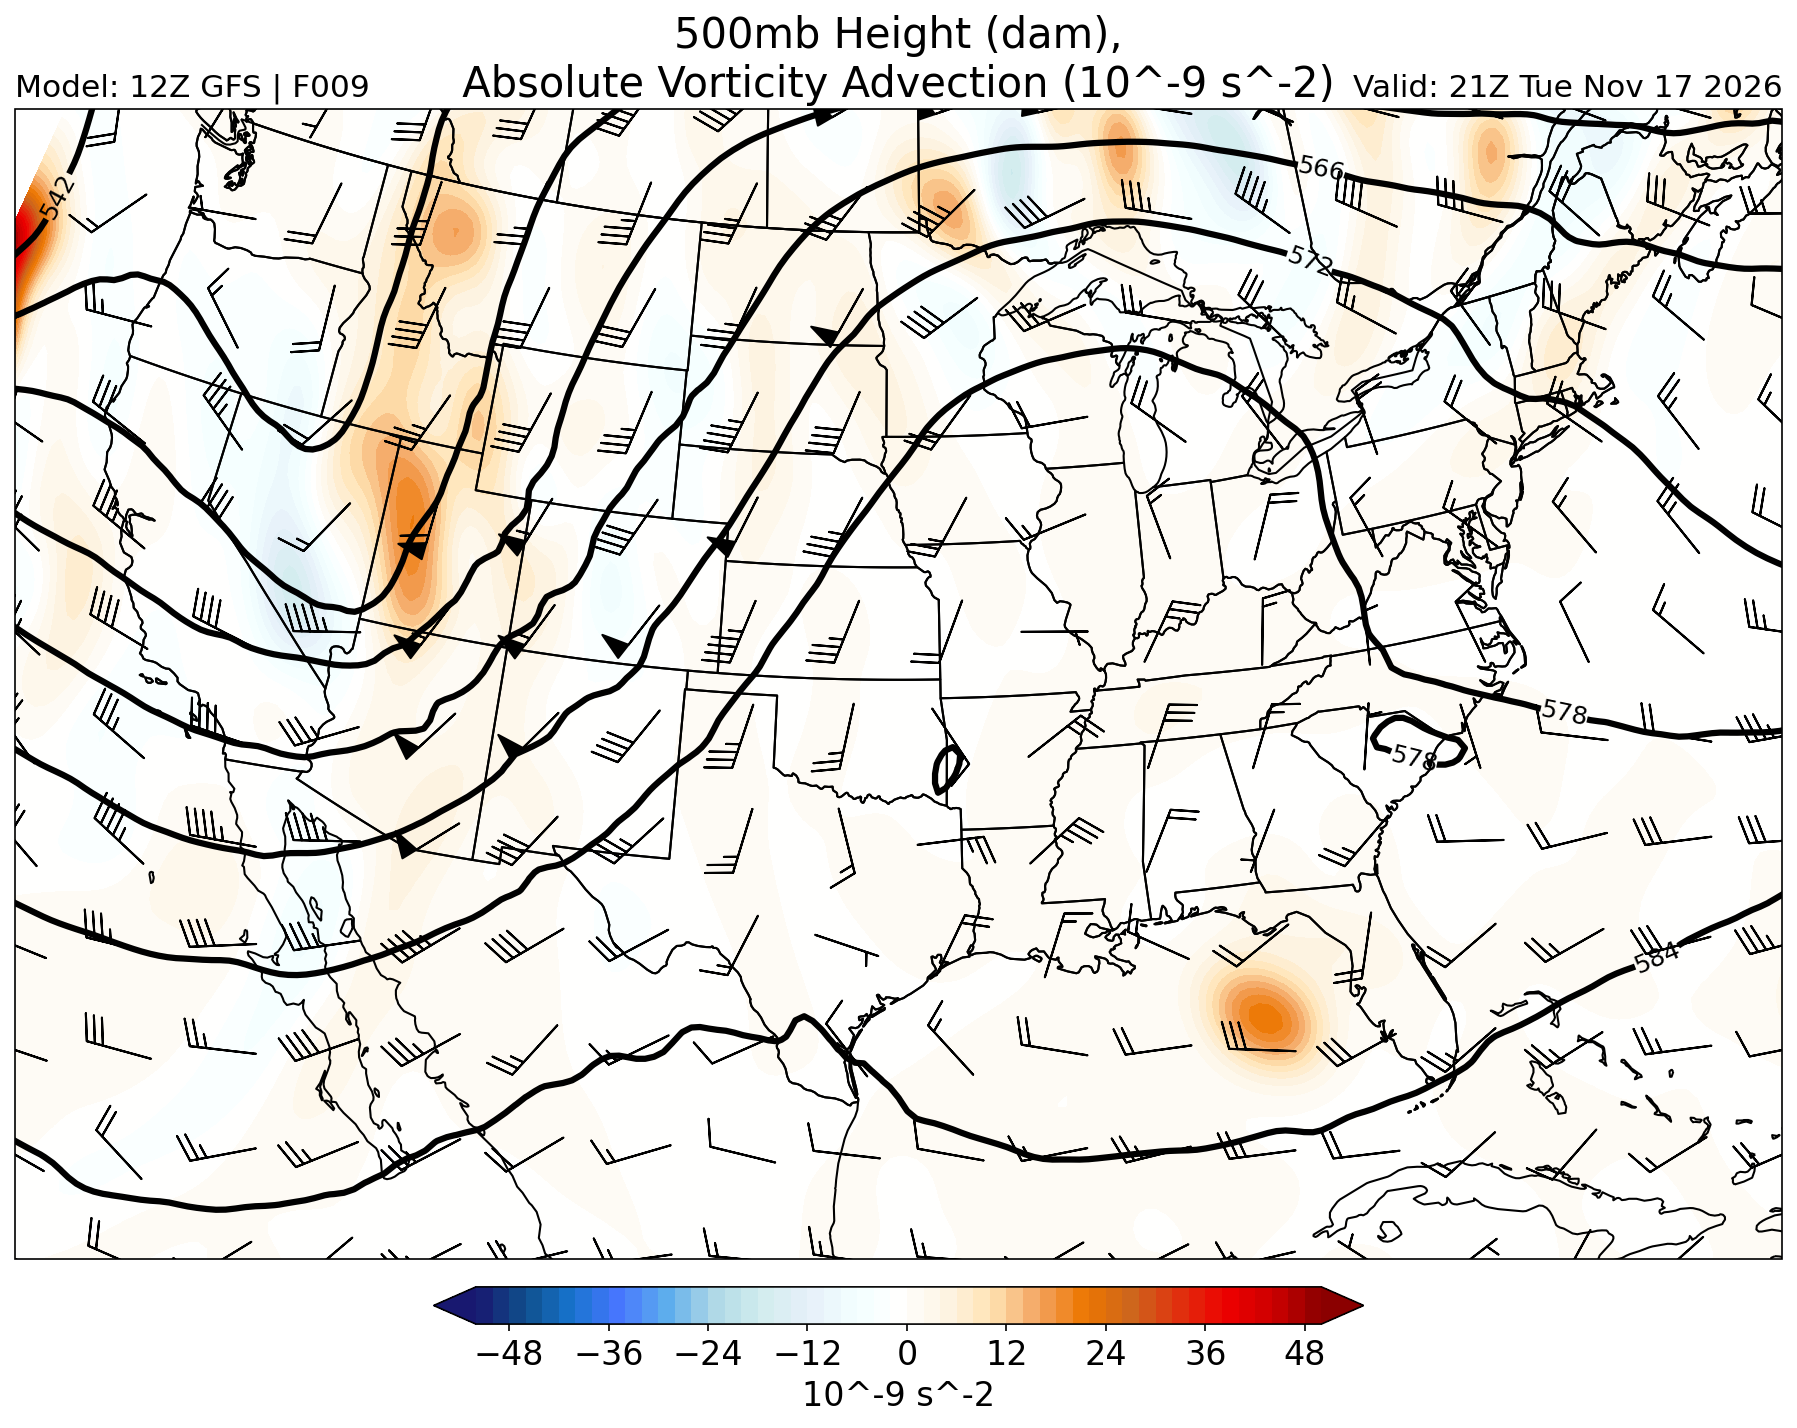 500mb Height (dam),
Model: 12Z GFS | F009
Absolute Vorticity Advection (10^-9 s^-2)
Valid: 21Z Tue Nov 17 2026
542
566
572
578
578
584
−48 −36 −24 −12 0 12 24 36 48
10^-9 s^-2